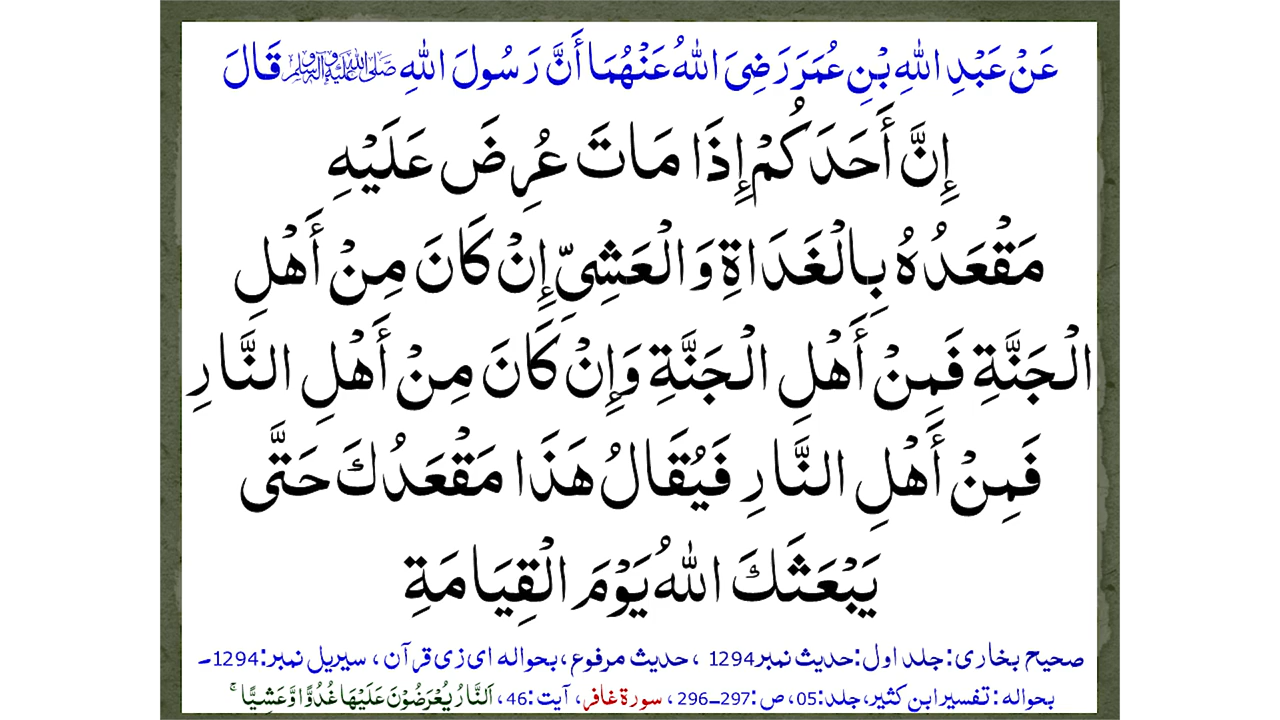 عَنْ عَبْدِ اللهِ بْنِ عُمَرَ رَضِیَ اللهُ عَنْهُمَا أَنَّ رَسُولَ اللهِ صَلَّى اللهُ عَلَيْهِ وَآلِهِ وَسَلَّمَ قَالَ
إِنَّ أَحَدَكُمْ إِذَا مَاتَ عُرِضَ عَلَيْهِ
مَقْعَدُهُ بِالْغَدَاةِ وَالْعَشِيِّ إِنْ كَانَ مِنْ أَهْلِ
الْجَنَّةِ فَمِنْ أَهْلِ الْجَنَّةِ وَإِنْ كَانَ مِنْ أَهْلِ النَّارِ
فَمِنْ أَهْلِ النَّارِ فَيُقَالُ هَذَا مَقْعَدُكَ حَتَّى
يَبْعَثَكَ اللهُ يَوْمَ الْقِيَامَةِ
صحیح بخاری: جلد اول: حدیث نمبر 1294 ، حدیث مرفوع، بحوالہ ای زی قرآن ، سیریل نمبر: 1294۔
بحوالہ: تفسیر ابن کثیر، جلد: 05، ص: 297-296 ، سورۃ غافر، آیت: 46، اَلنَّارُ یُعْرَضُوْنَ عَلَیْهَا غُدُوًّا وَّعَشِیًّا ۚ